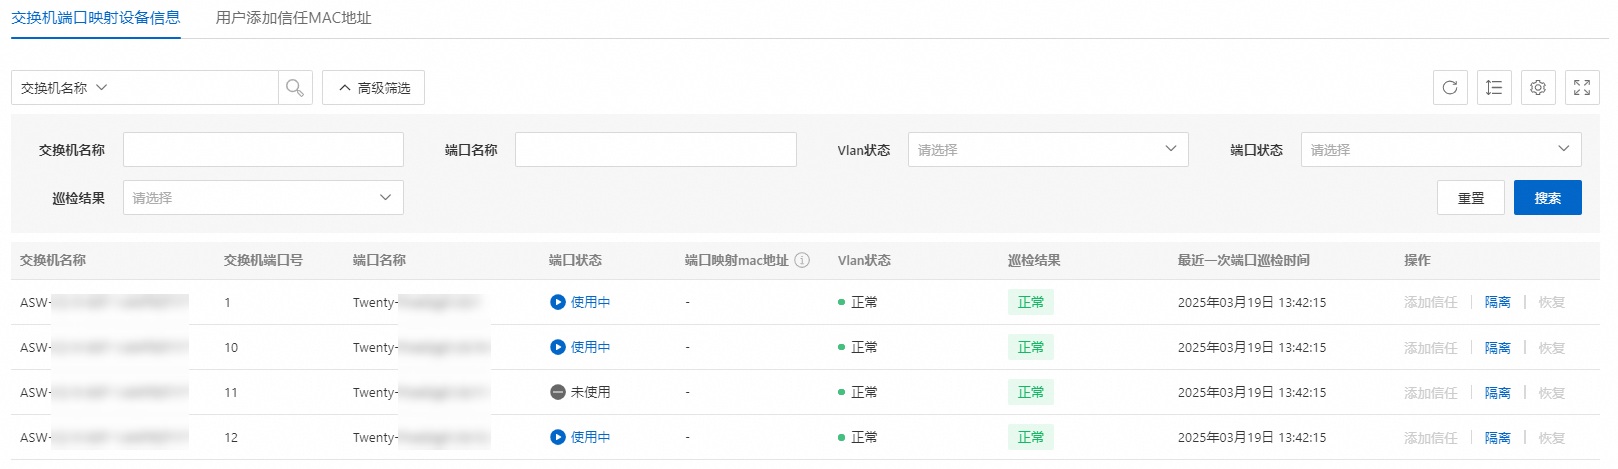 交换机端口映射设备信息 用户添加信任MAC地址
交换机名称 高级筛选
交换机名称 端口名称 Vlan状态 请选择 端口状态 请选择
巡检结果 请选择 重置 搜索
交换机名称 交换机端口号 端口名称 端口状态 端口映射mac地址 Vlan状态 巡检结果 最近一次端口巡检时间 操作
ASW- 1 Twenty- 使用中 - 正常 正常 2025年03月19日 13:42:15 添加信任 隔离 恢复
ASW- 10 Twenty- 使用中 - 正常 正常 2025年03月19日 13:42:15 添加信任 隔离 恢复
ASW- 11 Twenty- 未使用 - 正常 正常 2025年03月19日 13:42:15 添加信任 隔离 恢复
ASW- 12 Twenty- 使用中 - 正常 正常 2025年03月19日 13:42:15 添加信任 隔离 恢复